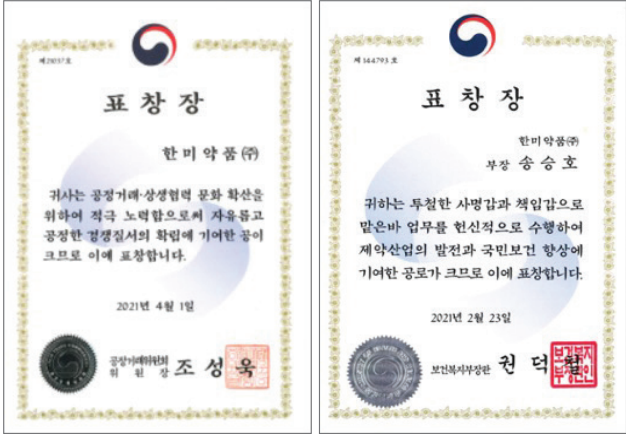 제21037호
표창장
한미약품㈜
귀사는 공정거래·상생협력 문화 확산을
위하여 적극 노력함으로써 자유롭고
공정한 경쟁질서의 확립에 기여한 공이
크므로 이에 표창합니다.
2021년 4월 1일
공정거래위원회
위 원 장 조 성 욱
제 144793 호
표창장
한미약품㈜
부장 송승호
귀하는 투철한 사명감과 책임감으로
맡은바 업무를 헌신적으로 수행하여
제약산업의 발전과 국민보건 향상에
기여한 공로가 크므로 이에 표창합니다.
2021년 2월 23일
보건복지부장관 권 덕 철
보건복지
부장관인